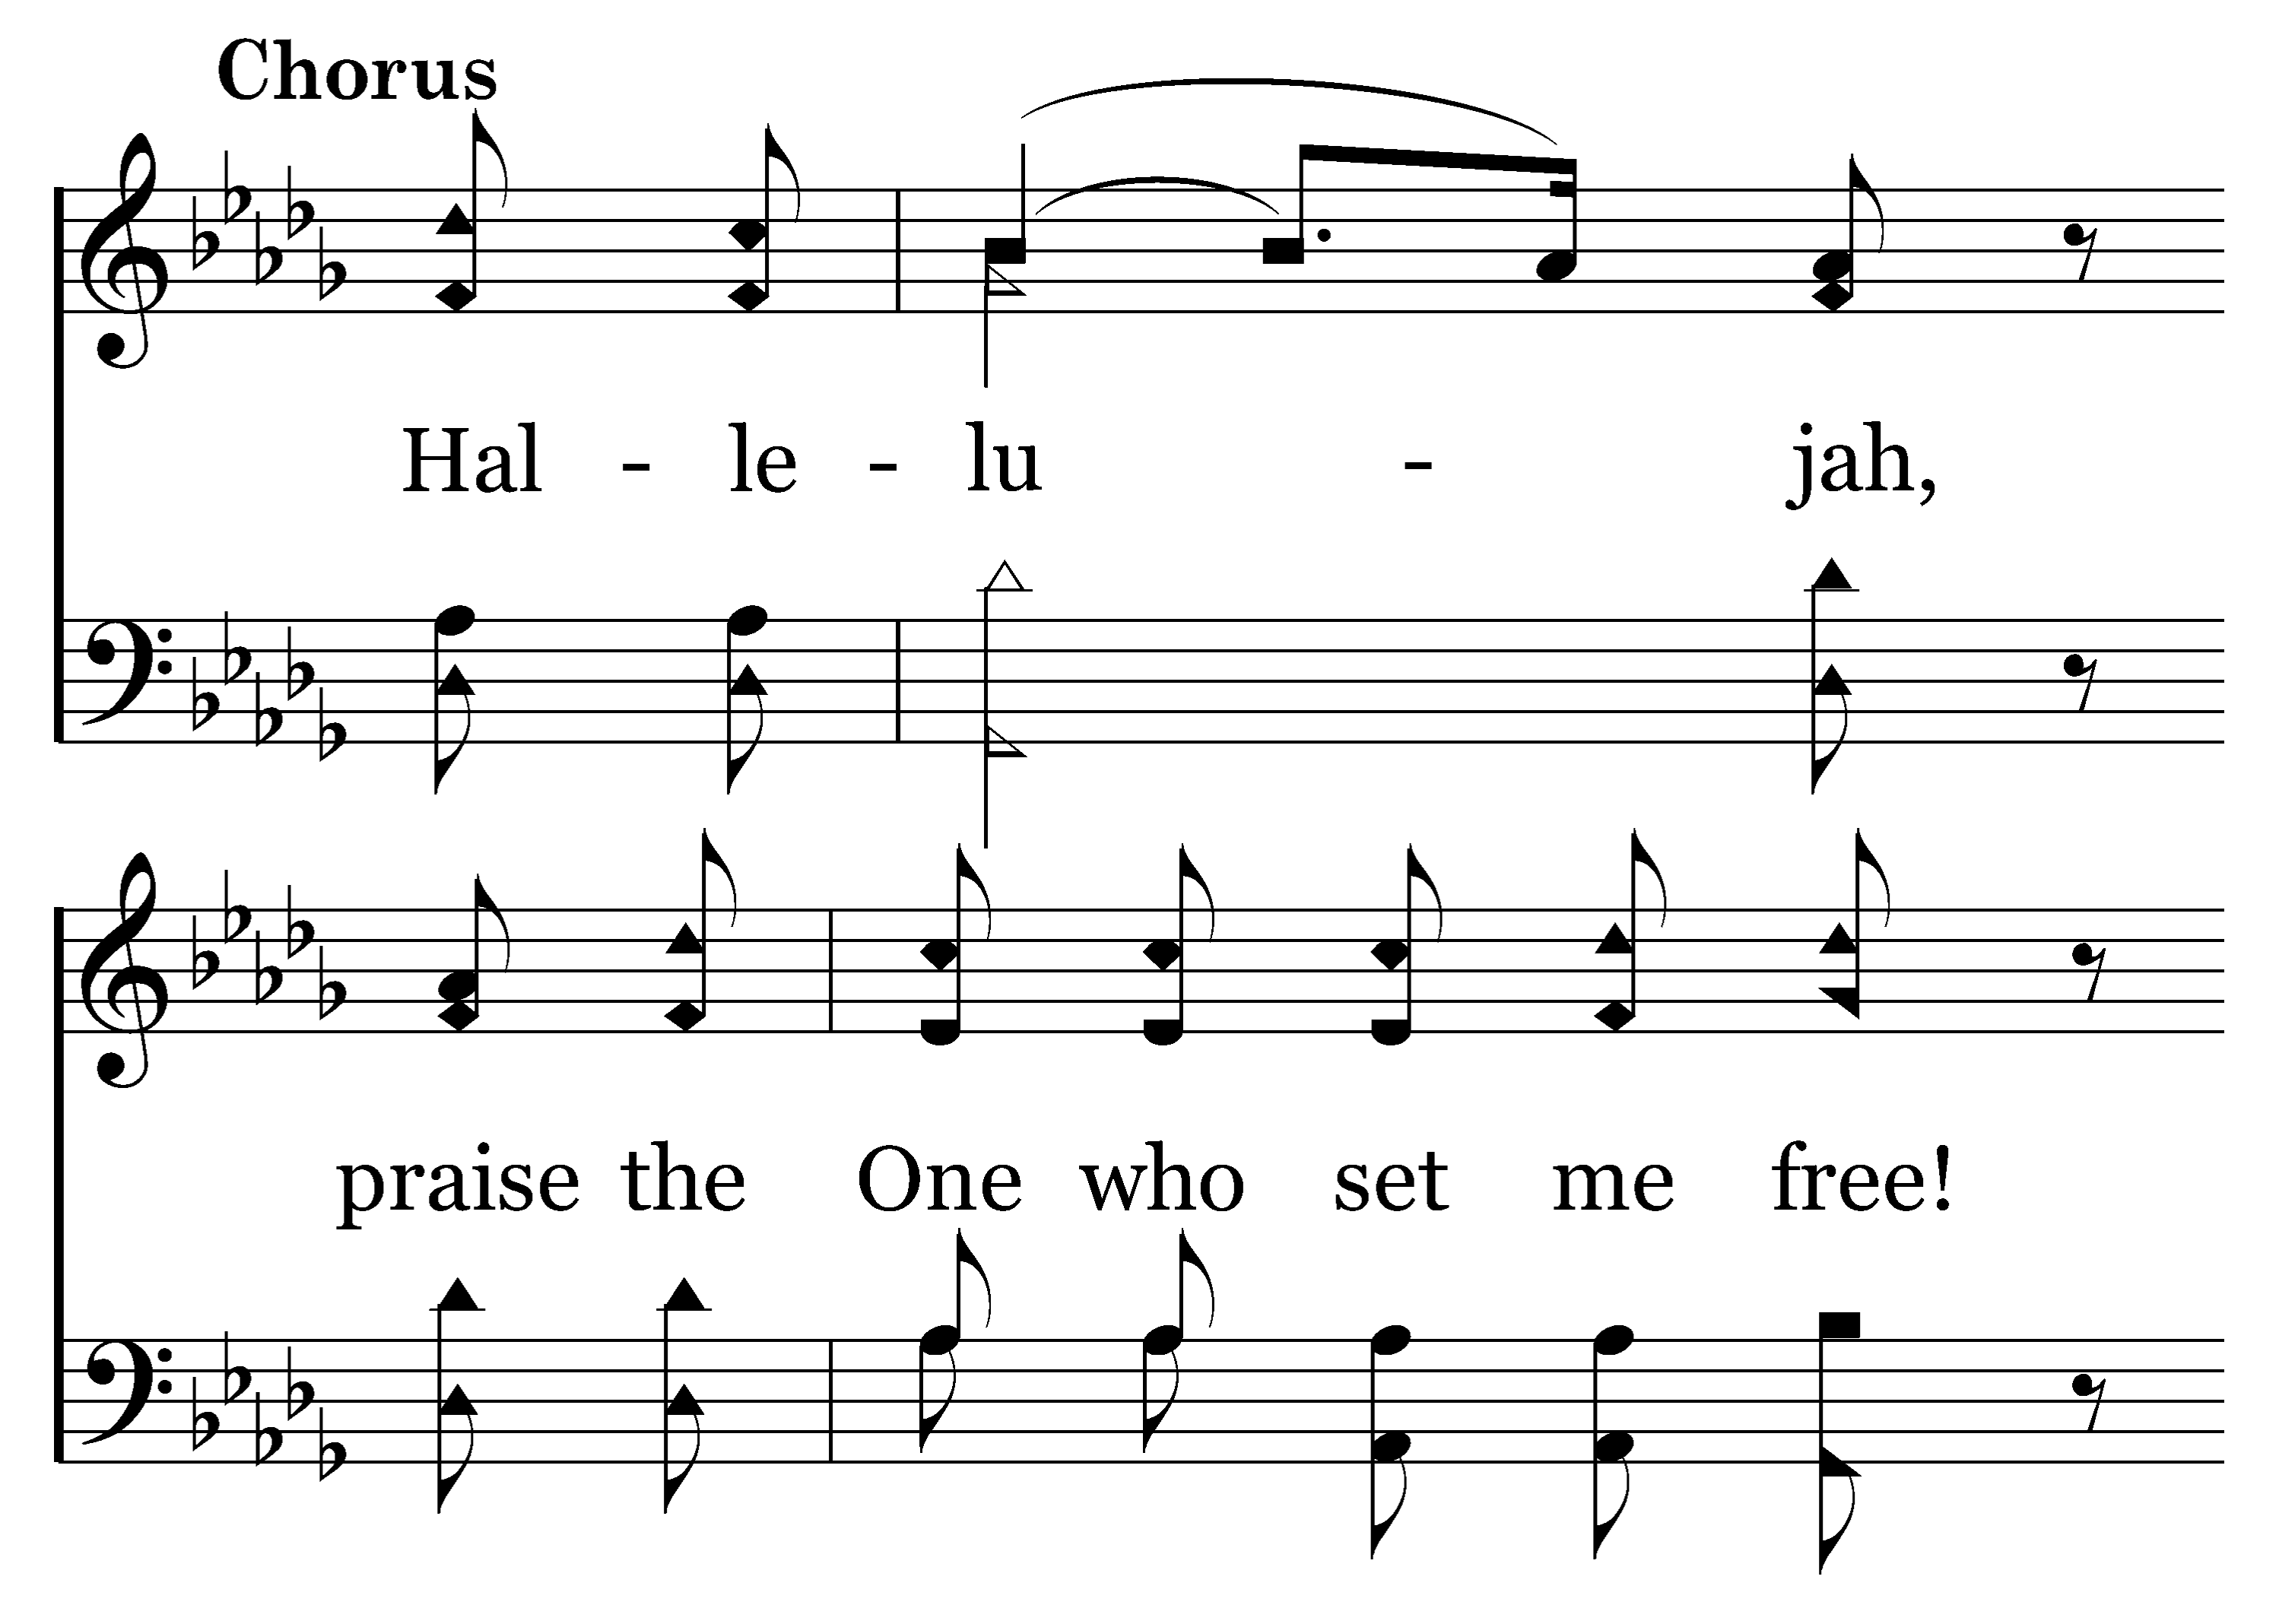 Chorus
Hal - le - lu - jah,
praise the One who set me free!